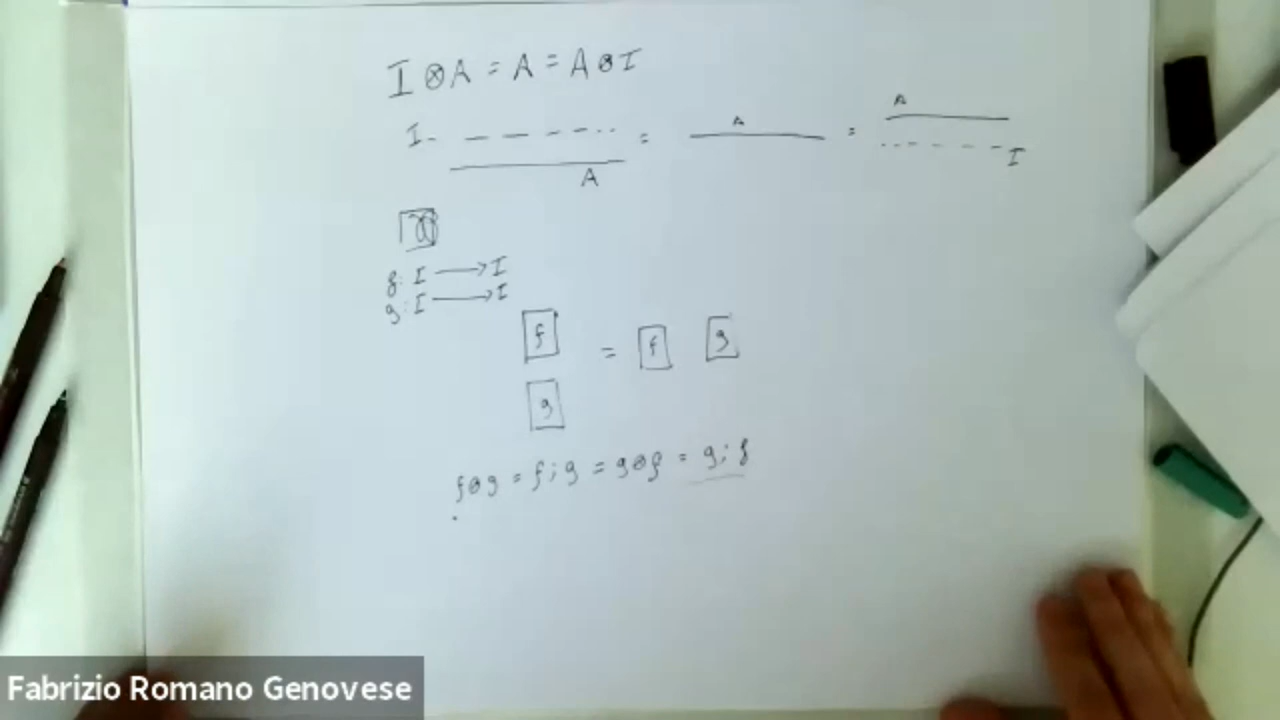 I ⊗ A = A = A ⊗ I
I - - - - - - = A = A
A I
f: I ⟶ I
g: I ⟶ I
f = f g
g
f ⊗ g = f ; g = g ⊗ f = g ; f
Fabrizio Romano Genovese